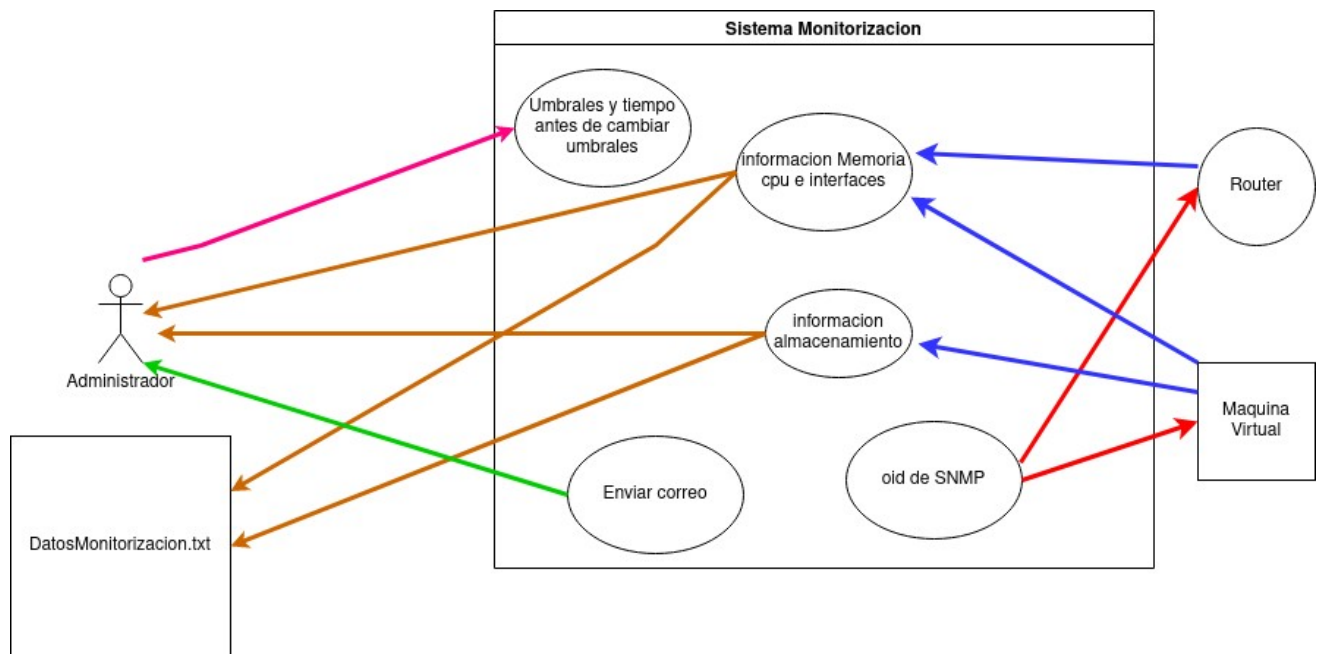 Sistema Monitorizacion
Umbrales y tiempo
antes de cambiar
umbrales
informacion Memoria
cpu e interfaces
Router
informacion
almacenamiento
Administrador
Maquina
Virtual
oid de SNMP
Enviar correo
DatosMonitorizacion.txt